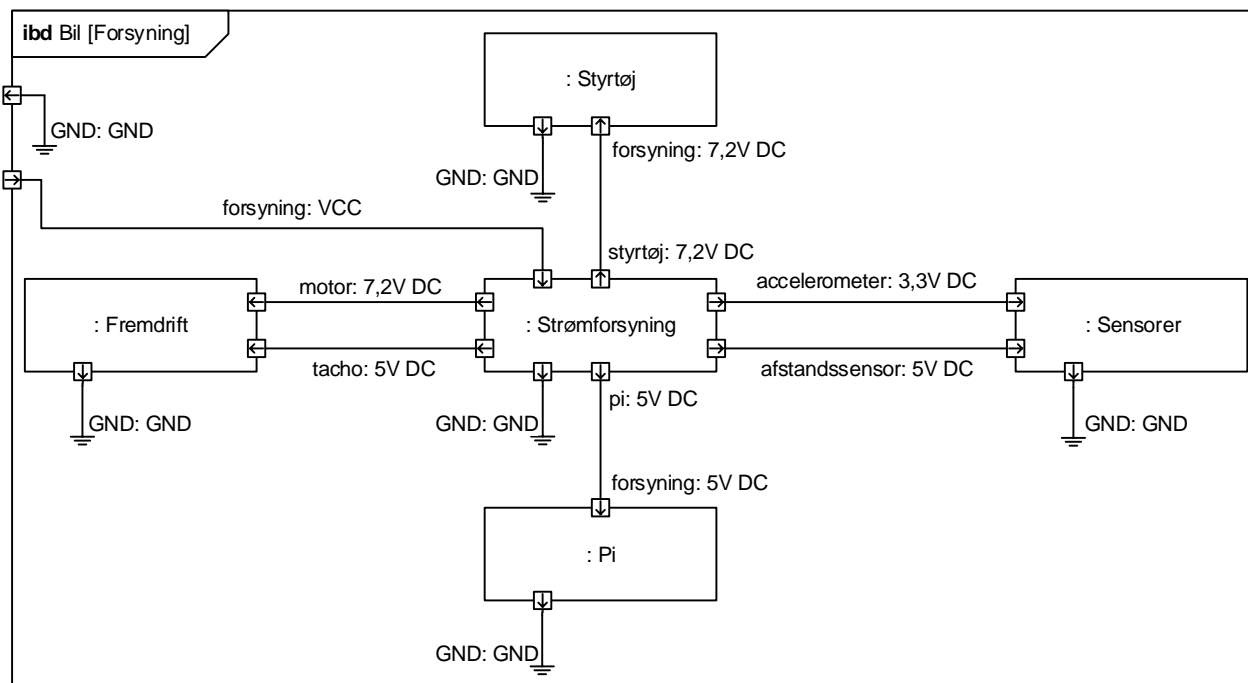 ibd Bil [Forsyning]
: Styrtøj
GND: GND
forsyning: 7,2V DC
GND: GND
forsyning: VCC
styrtøj: 7,2V DC
motor: 7,2V DC
accelerometer: 3,3V DC
: Fremdrift
: Strømforsyning
: Sensorer
tacho: 5V DC
afstandssensor: 5V DC
pi: 5V DC
GND: GND
GND: GND
GND: GND
forsyning: 5V DC
: Pi
GND: GND